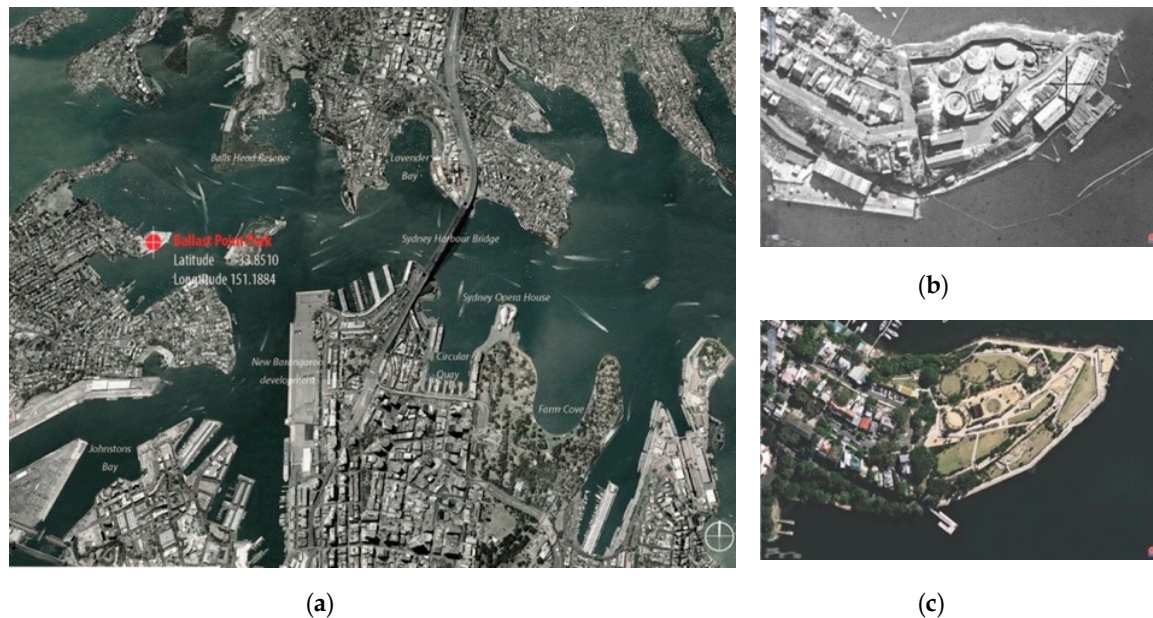 Balls Head Reserve
Lavender
Bay
Ballast Point Park
Latitude -33.8510
Longtitude 151.1884
Sydney Harbour Bridge
Sydney Opera House
New Barangaroo
development
Circular
Quay
Farm Cove
Johnstons
Bay
(a)
(b)
(c)